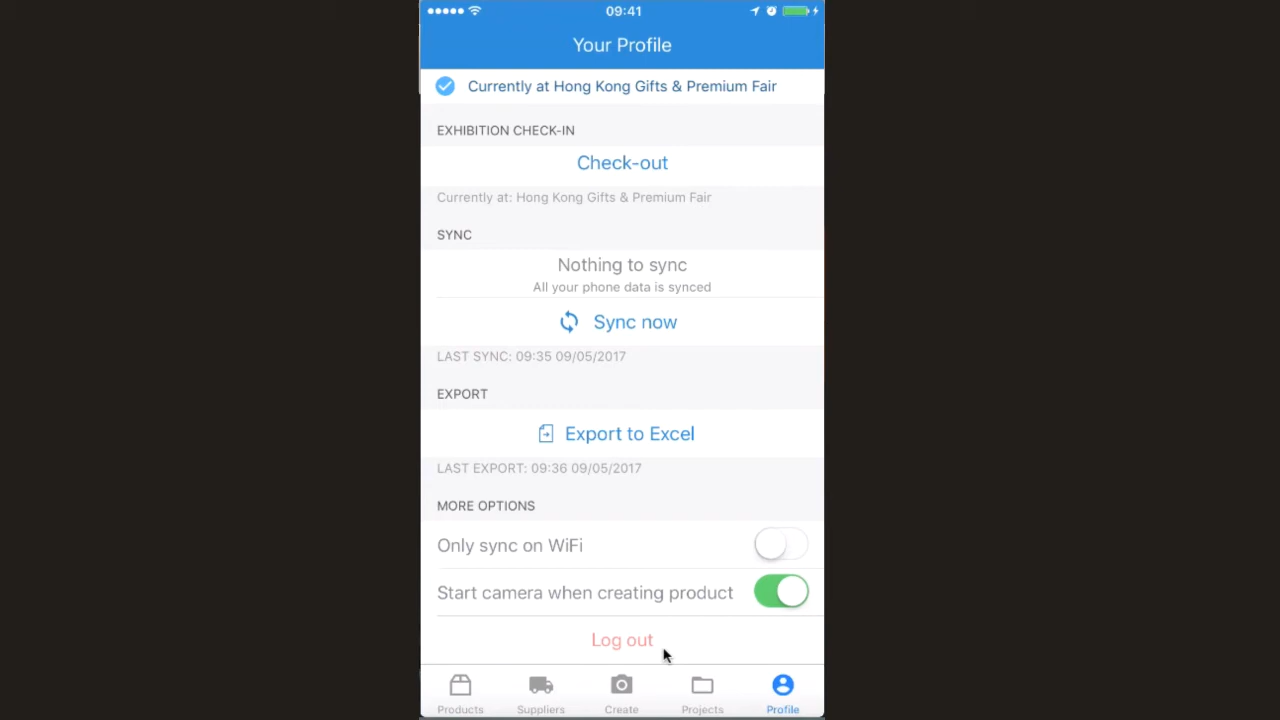 09:41
Your Profile
Currently at Hong Kong Gifts & Premium Fair
EXHIBITION CHECK-IN
Check-out
Currently at: Hong Kong Gifts & Premium Fair
SYNC
Nothing to sync
All your phone data is synced
Sync now
LAST SYNC: 09:35 09/05/2017
EXPORT
Export to Excel
LAST EXPORT: 09:36 09/05/2017
MORE OPTIONS
Only sync on WiFi
Start camera when creating product
Log out
Products Suppliers Create Projects Profile